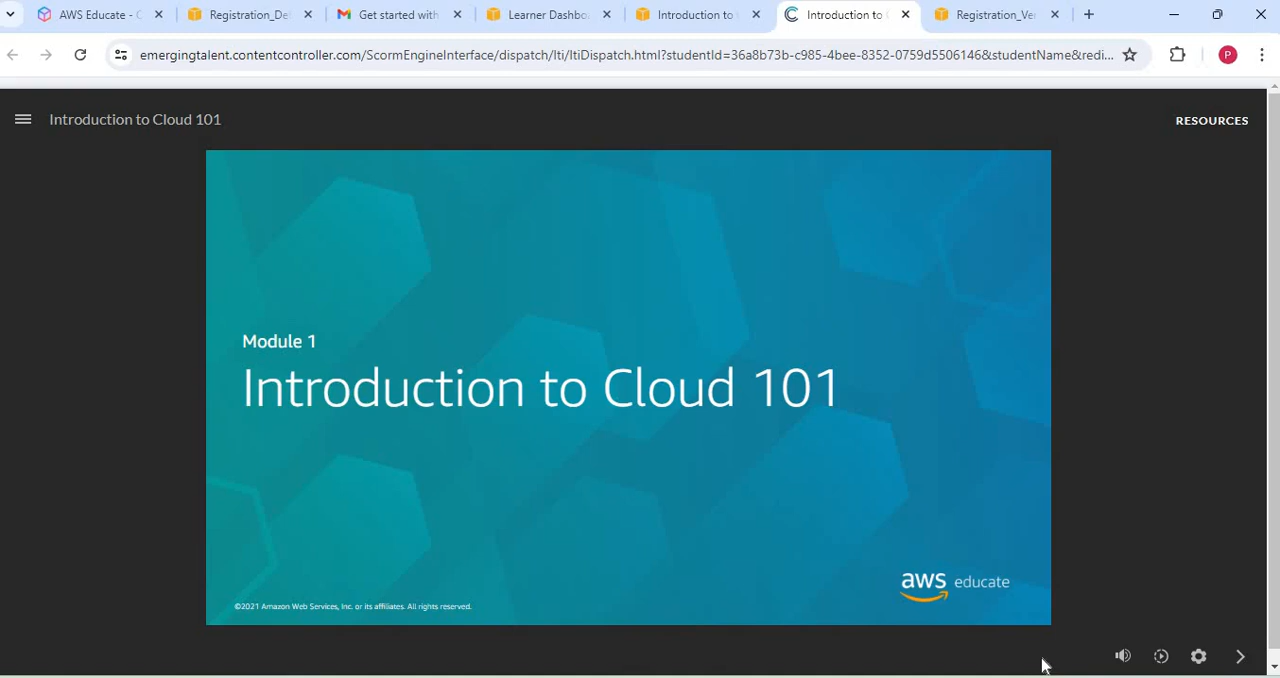 AWS Educate - C
Registration_De
Get started with
Learner Dashbo
Introduction to
Introduction to C
Registration_Ve
emergingtalent.contentcontroller.com/ScormEngineInterface/dispatch/lti/ltiDispatch.html?studentId=36a8b73b-c985-4bee-8352-0759d5506146&studentName&redi...
P
Introduction to Cloud 101
RESOURCES
Module 1
Introduction to Cloud 101
aws educate
©2021 Amazon Web Services, Inc. or its affiliates. All rights reserved.